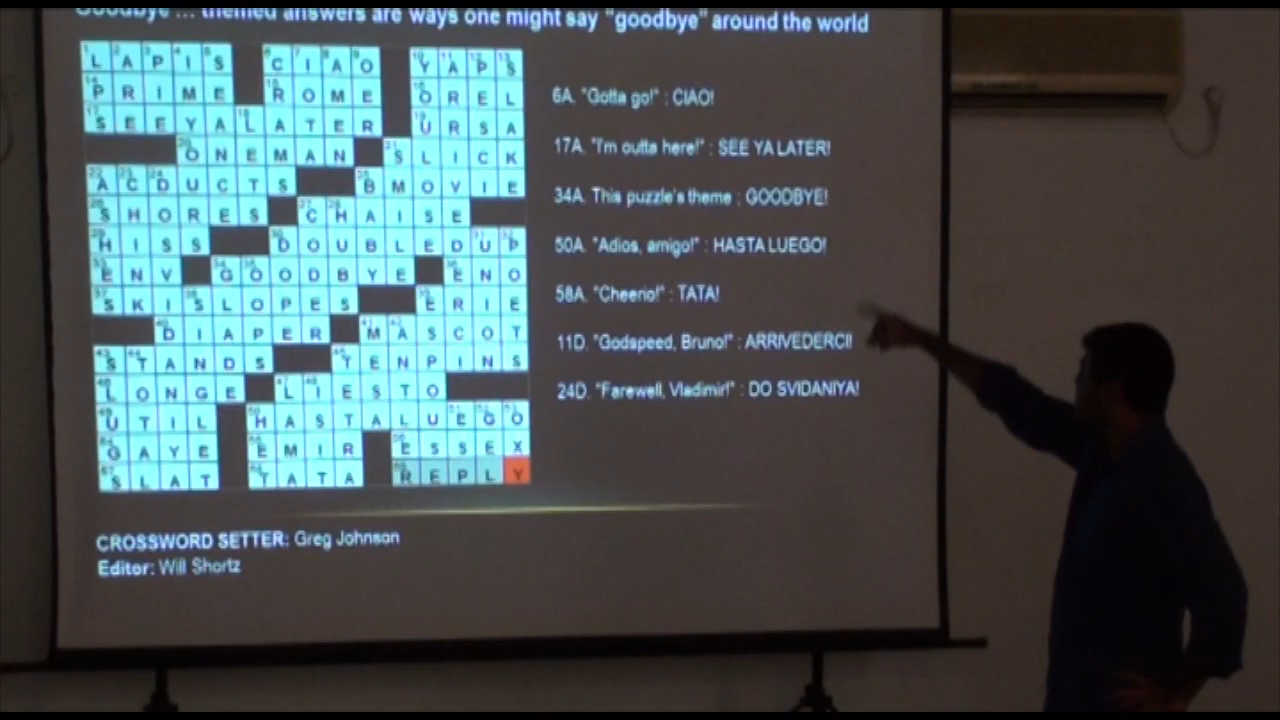 Goodbye ... themed answers are ways one might say "goodbye" around the world
LAPIS CIAO YAPS
PRIME ROME OREL
SEEYALATER URSA
ONEMAN SLICK
ACDUCTS BMOVIE
SHORES CHAISE
HISS DOUBLEDUP
ENV GOODBYE ENO
SKISLOPES ERIE
DIAPER MASCOT
STANDS TENPINS
LONGE LIESTO
UTIL HASTALUEGO
GAYE EMIR ESSEX
SLAT TATA REPLY
6A. "Gotta go!" : CIAO!
17A. "I'm outta here!" : SEE YA LATER!
34A. This puzzle's theme : GOODBYE!
50A. "Adios, amigo!" : HASTA LUEGO!
58A. "Cheerio!" : TATA!
11D. "Godspeed, Bruno!" : ARRIVEDERCI!
24D. "Farewell, Vladimir!" : DO SVIDANIYA!
CROSSWORD SETTER: Greg Johnson
Editor: Will Shortz